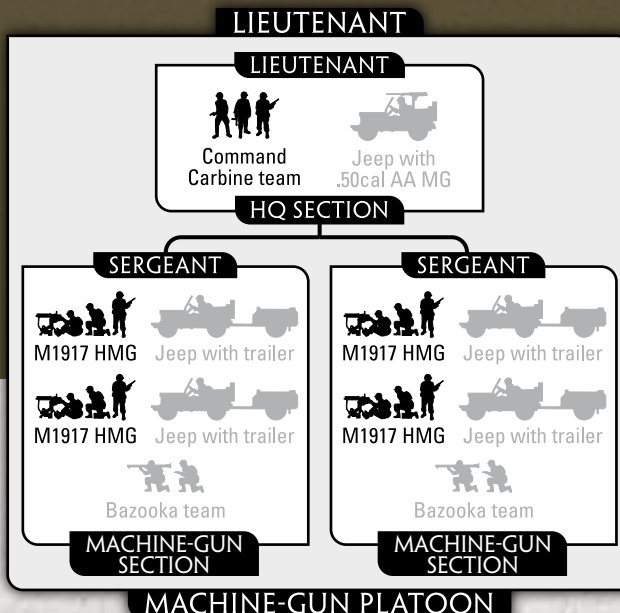 LIEUTENANT
LIEUTENANT
Command
Carbine team
Jeep with
.50cal AA MG
HQ SECTION
SERGEANT
M1917 HMG Jeep with trailer
M1917 HMG Jeep with trailer
Bazooka team
MACHINE-GUN
SECTION
SERGEANT
M1917 HMG Jeep with trailer
M1917 HMG Jeep with trailer
Bazooka team
MACHINE-GUN
SECTION
MACHINE-GUN PLATOON